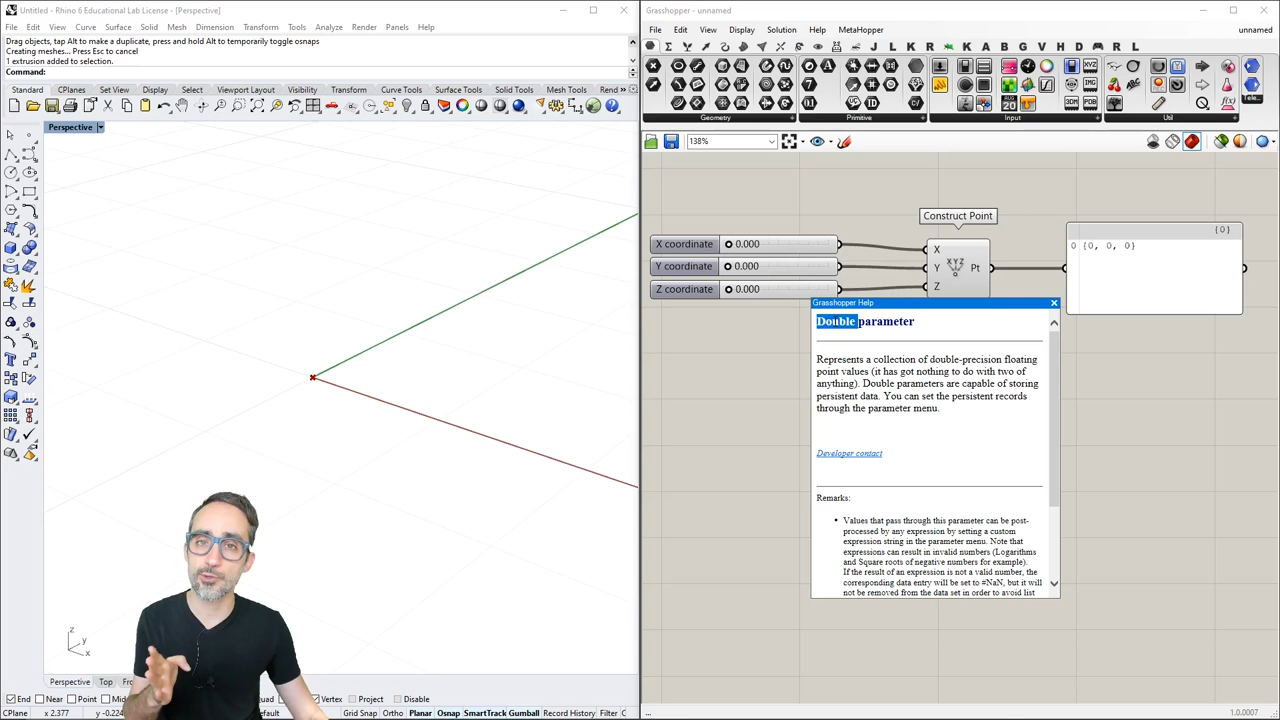 Untitled - Rhino 6 Educational Lab License - [Perspective]
File Edit View Curve Surface Solid Mesh Dimension Transform Tools Analyze Render Panels Help
Drag objects, tap Alt to make a duplicate, press and hold Alt to temporarily toggle osnaps
Creating meshes... Press Esc to cancel
1 extrusion added to selection.
Command:
Standard CPlanes Set View Display Select Viewport Layout Visibility Transform Curve Tools Surface Tools Solid Tools Mesh Tools Rend »
Perspective
z
y
x
Perspective Top
End Near Point Vertex Project Disable
CPlane x 2.377 y -0.224 Grid Snap Ortho Planar Osnap SmartTrack Gumball Record History Filter
Grasshopper - unnamed
File Edit View Display Solution Help MetaHopper unnamed
J L K R K A B G V H D R L
Geometry Primitive Input Util
138%
Construct Point
X coordinate 0.000
Y coordinate 0.000
Z coordinate 0.000
X
Y
Z
Pt
{0}
0 {0, 0, 0}
Grasshopper Help
Double parameter
Represents a collection of double-precision floating
point values (it has got nothing to do with two of
anything). Double parameters are capable of storing
persistent data. You can set the persistent records
through the parameter menu.
Developer contact
Remarks:
• Values that pass through this parameter can be post-
processed by any expression by setting a custom
expression string in the parameter menu. Note that
expressions can result in invalid numbers (Logarithms
and Square roots of negative numbers for example).
If the result of an expression is not a valid number, the
corresponding data entry will be set to #NaN, but it will
not be removed from the data set in order to avoid list
...
1.0.0007